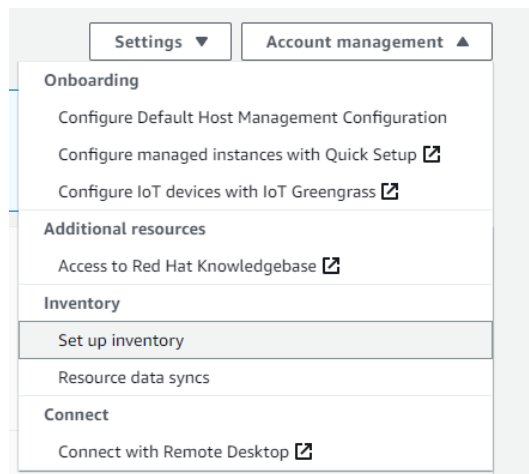 Settings
Account management
Onboarding
Configure Default Host Management Configuration
Configure managed instances with Quick Setup
Configure IoT devices with IoT Greengrass
Additional resources
Access to Red Hat Knowledgebase
Inventory
Set up inventory
Resource data syncs
Connect
Connect with Remote Desktop